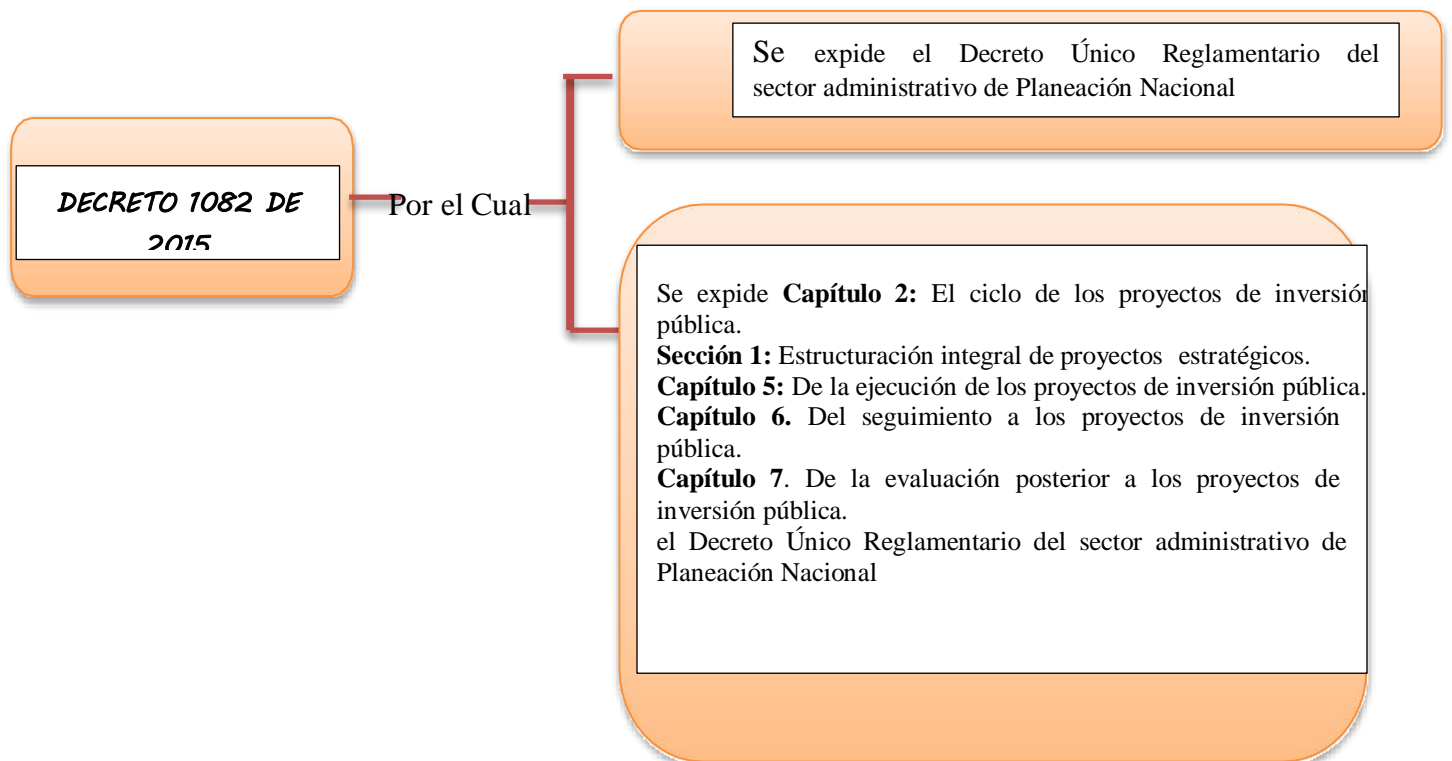 DECRETO 1082 DE
2015
Por el Cual
Se expide el Decreto Único Reglamentario del
sector administrativo de Planeación Nacional
Se expide Capítulo 2: El ciclo de los proyectos de inversión
pública.
Sección 1: Estructuración integral de proyectos estratégicos.
Capítulo 5: De la ejecución de los proyectos de inversión pública.
Capítulo 6. Del seguimiento a los proyectos de inversión
pública.
Capítulo 7. De la evaluación posterior a los proyectos de
inversión pública.
el Decreto Único Reglamentario del sector administrativo de
Planeación Nacional